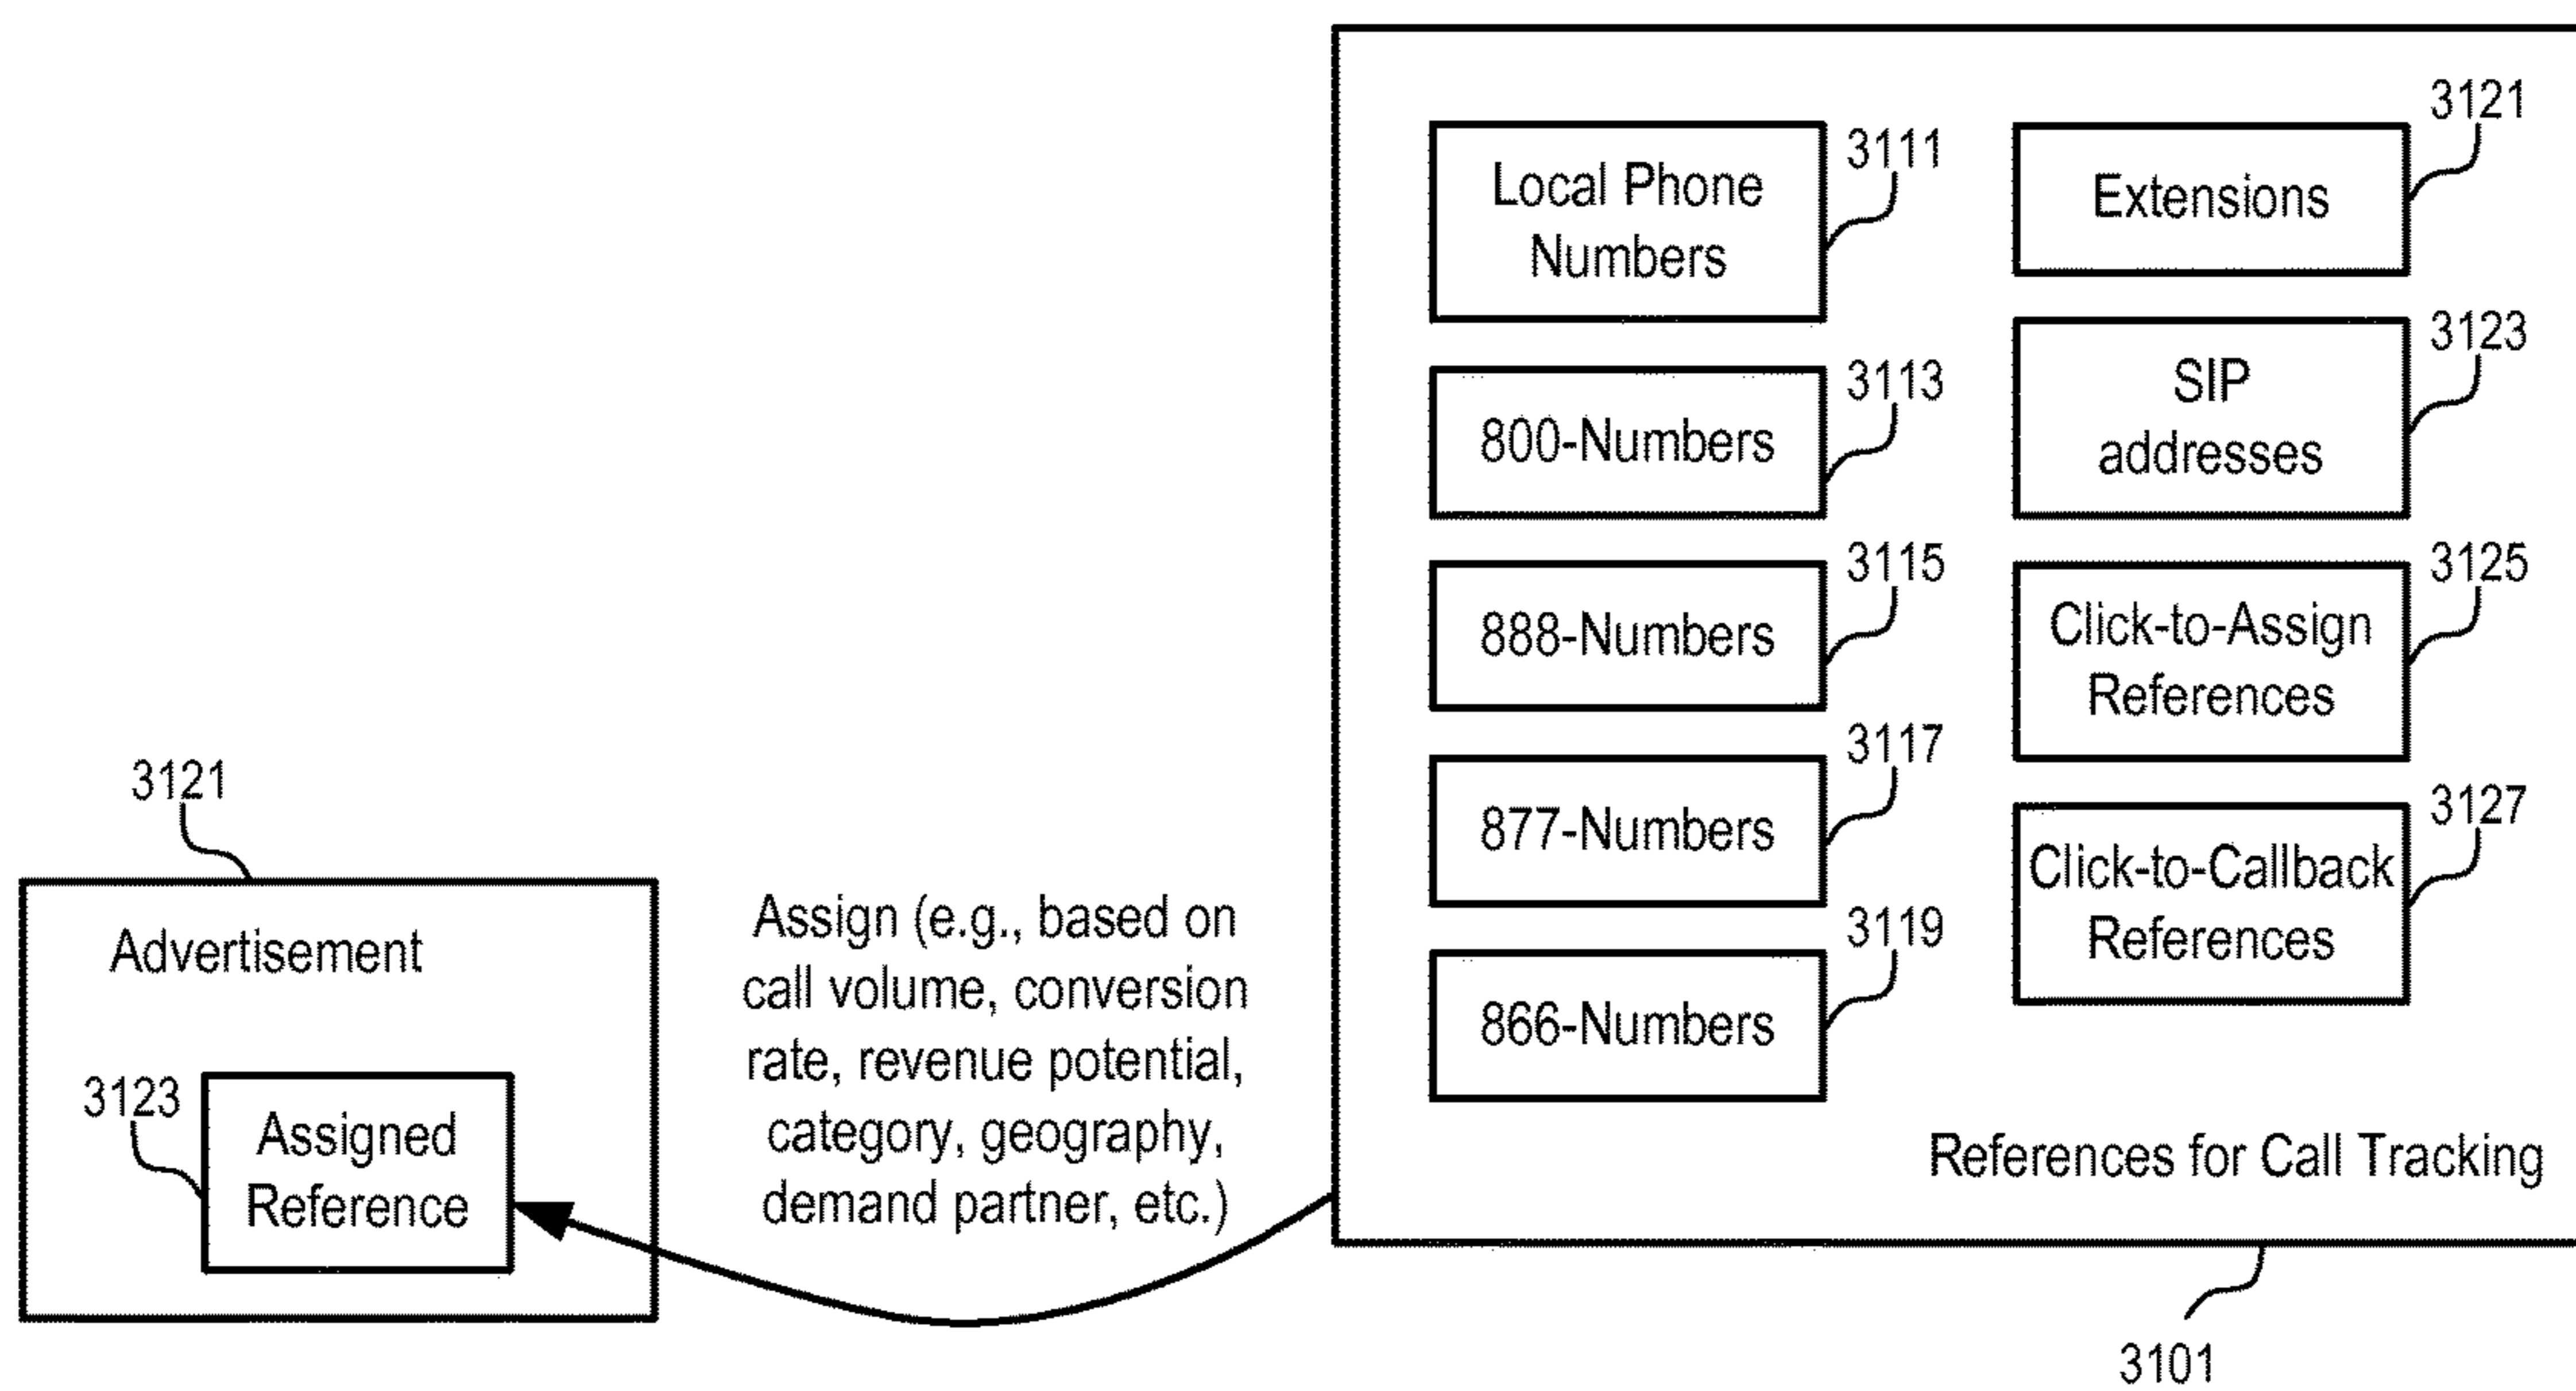 3121
Advertisement
3123
Assigned
Reference
Assign (e.g., based on
call volume, conversion
rate, revenue potential,
category, geography,
demand partner, etc.)
Local Phone
Numbers
3111
800-Numbers
3113
888-Numbers
3115
877-Numbers
3117
866-Numbers
3119
Extensions
3121
SIP
addresses
3123
Click-to-Assign
References
3125
Click-to-Callback
References
3127
References for Call Tracking
3101